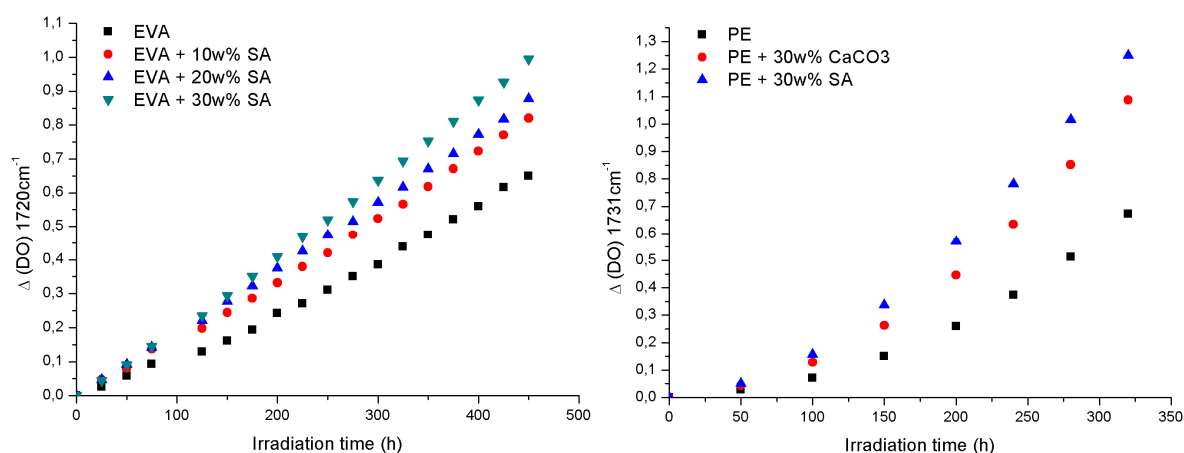 EVA
EVA + 10w% SA
EVA + 20w% SA
EVA + 30w% SA
1,1
1,0
0,9
0,8
0,7
0,6
0,5
0,4
0,3
0,2
0,1
0,0
Δ (DO) 1720cm-1
0 100 200 300 400 500
Irradiation time (h)
PE
PE + 30w% CaCO3
PE + 30w% SA
1,3
1,2
1,1
1,0
0,9
0,8
0,7
0,6
0,5
0,4
0,3
0,2
0,1
0,0
Δ (DO) 1731cm-1
0 50 100 150 200 250 300 350
Irradiation time (h)